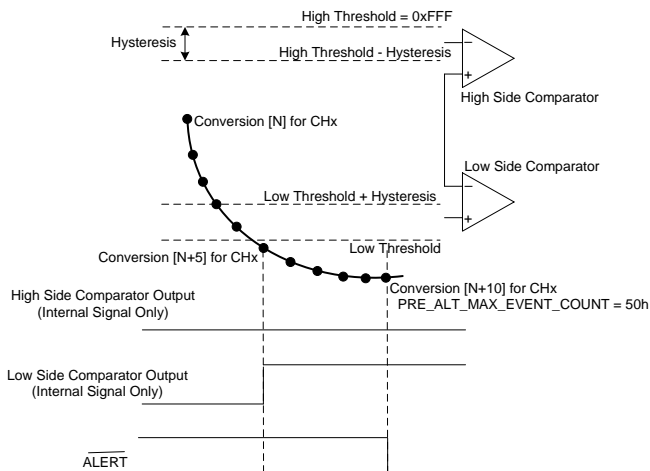 High Threshold = 0xFFF
Hysteresis
High Threshold - Hysteresis
High Side Comparator
Conversion [N] for CHx
Low Side Comparator
Low Threshold + Hysteresis
Low Threshold
Conversion [N+5] for CHx
Conversion [N+10] for CHx
PRE_ALT_MAX_EVENT_COUNT = 50h
High Side Comparator Output
(Internal Signal Only)
Low Side Comparator Output
(Internal Signal Only)
ALERT